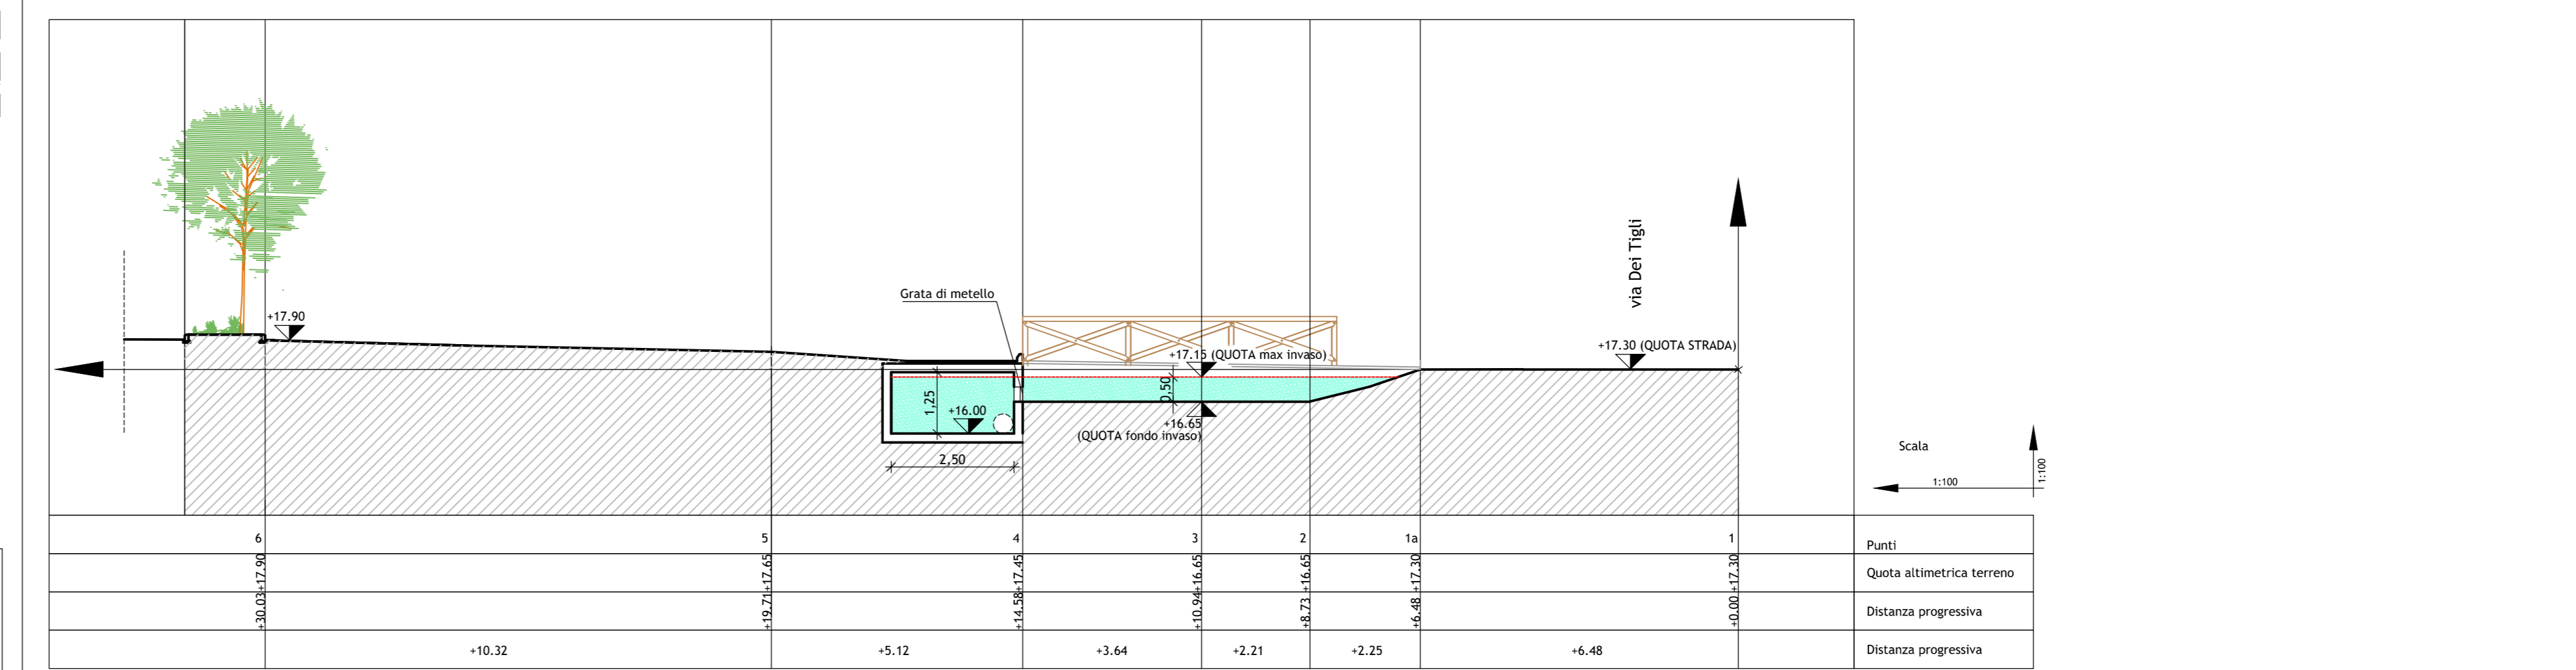 via Dei Tigli
Grata di metello
+17.90
+17.15 (QUOTA max invaso)
+17.30 (QUOTA STRADA)
0,50
1,25
+16.00
+16.65
(QUOTA fondo invaso)
2,50
Scala
1:100
1:100
6 5 4 3 2 1a 1 Punti
+17.90 +17.65 +17.45 +16.65 +16.65 +17.30 +17.30 Quota altimetrica terreno
+30.03 +19.71 +14.58 +10.94 +8.73 +6.48 +0.00 Distanza progressiva
+10.32 +5.12 +3.64 +2.21 +2.25 +6.48 Distanza progressiva